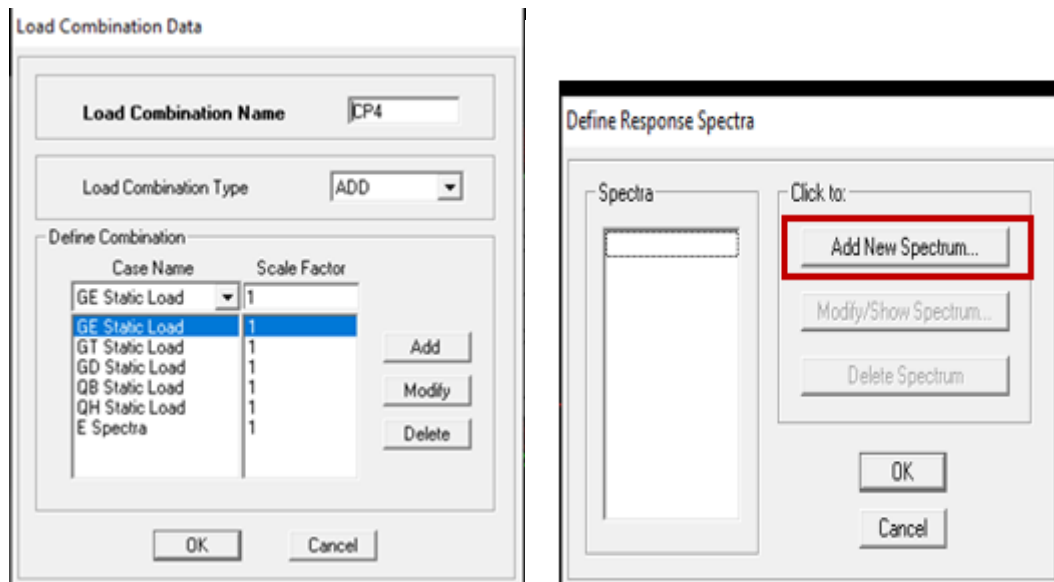 Load Combination Data
Load Combination Name CP4
Load Combination Type ADD
Define Combination
Case Name Scale Factor
GE Static Load 1
GE Static Load 1
GT Static Load 1
GD Static Load 1
QB Static Load 1
QH Static Load 1
E Spectra 1
Add
Modify
Delete
OK Cancel
Define Response Spectra
Spectra
Click to:
Add New Spectrum...
Modify/Show Spectrum...
Delete Spectrum
OK
Cancel